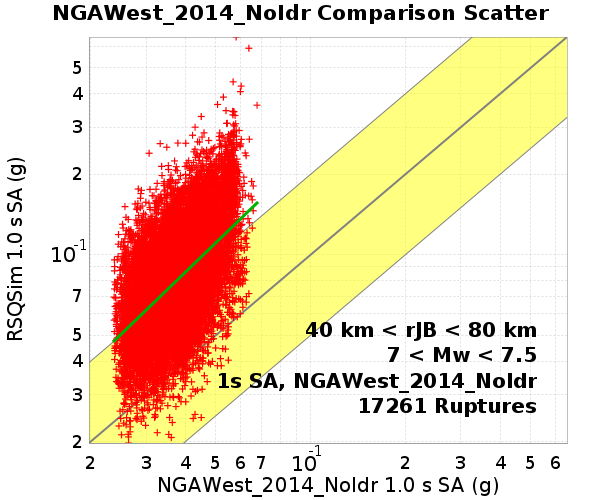 NGAWest_2014_NoIdr Comparison Scatter
5
4
3
2
10^-1
7
5
4
3
2
RSQSim 1.0 s SA (g)
40 km < rJB < 80 km
7 < Mw < 7.5
1s SA, NGAWest_2014_NoIdr
17261 Ruptures
2 3 4 5 6 7 10^-1 2 3 4 5 6
NGAWest_2014_NoIdr 1.0 s SA (g)